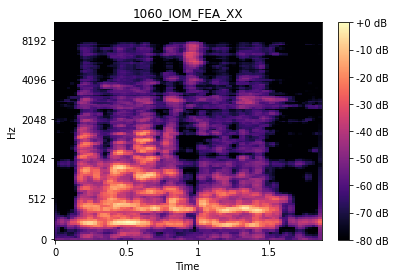 1060_IOM_FEA_XX
+0 dB
8192
-10 dB
4096
-20 dB
-30 dB
2048
Hz
-40 dB
1024
-50 dB
512
-60 dB
-70 dB
0
-80 dB
0
0.5
1
1.5
Time